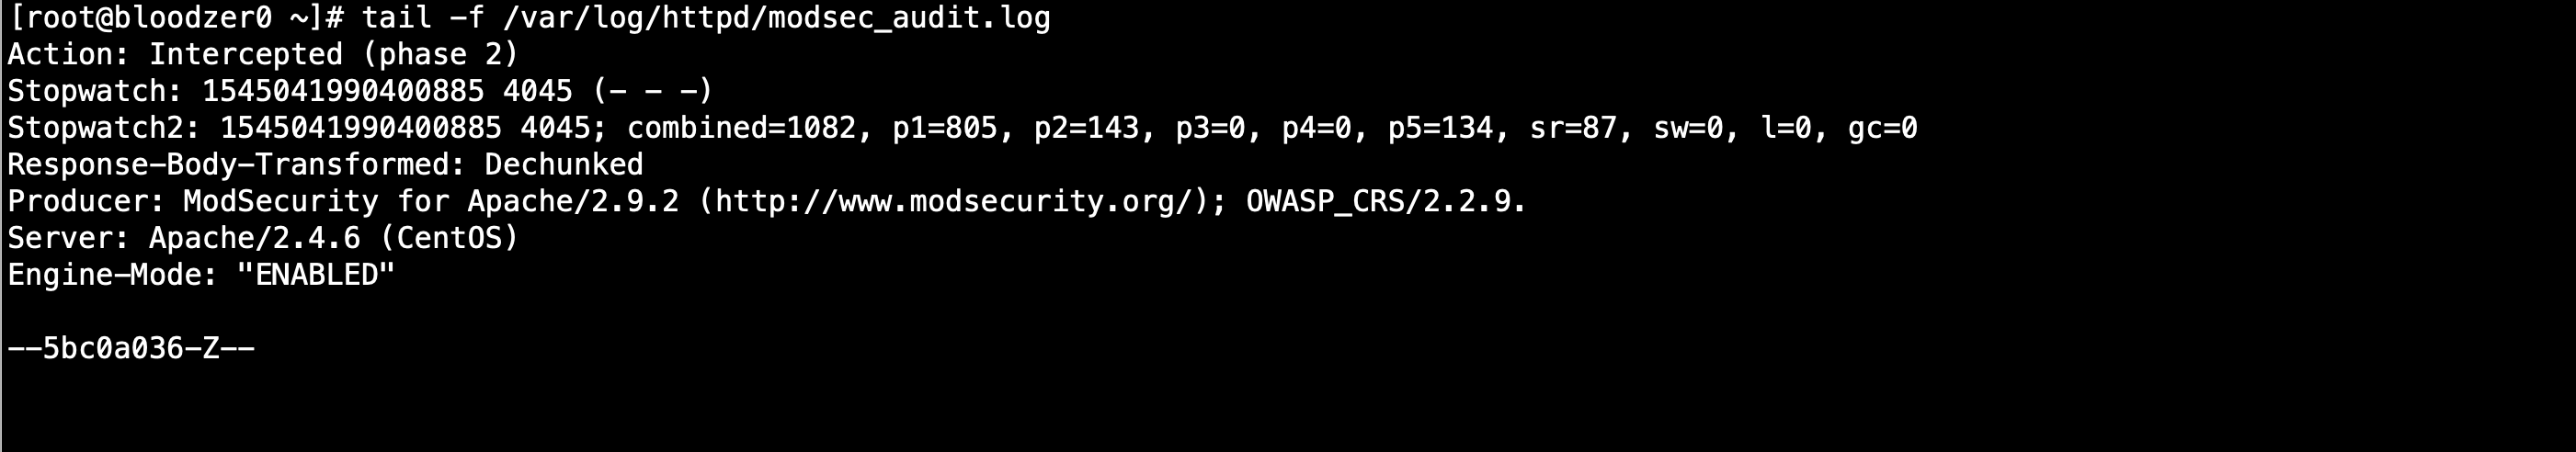 [root@bloodzer0 ~]# tail -f /var/log/httpd/modsec_audit.log
Action: Intercepted (phase 2)
Stopwatch: 1545041990400885 4045 (- - -)
Stopwatch2: 1545041990400885 4045; combined=1082, p1=805, p2=143, p3=0, p4=0, p5=134, sr=87, sw=0, l=0, gc=0
Response-Body-Transformed: Dechunked
Producer: ModSecurity for Apache/2.9.2 (http://www.modsecurity.org/); OWASP_CRS/2.2.9.
Server: Apache/2.4.6 (CentOS)
Engine-Mode: "ENABLED"
--5bc0a036-Z--